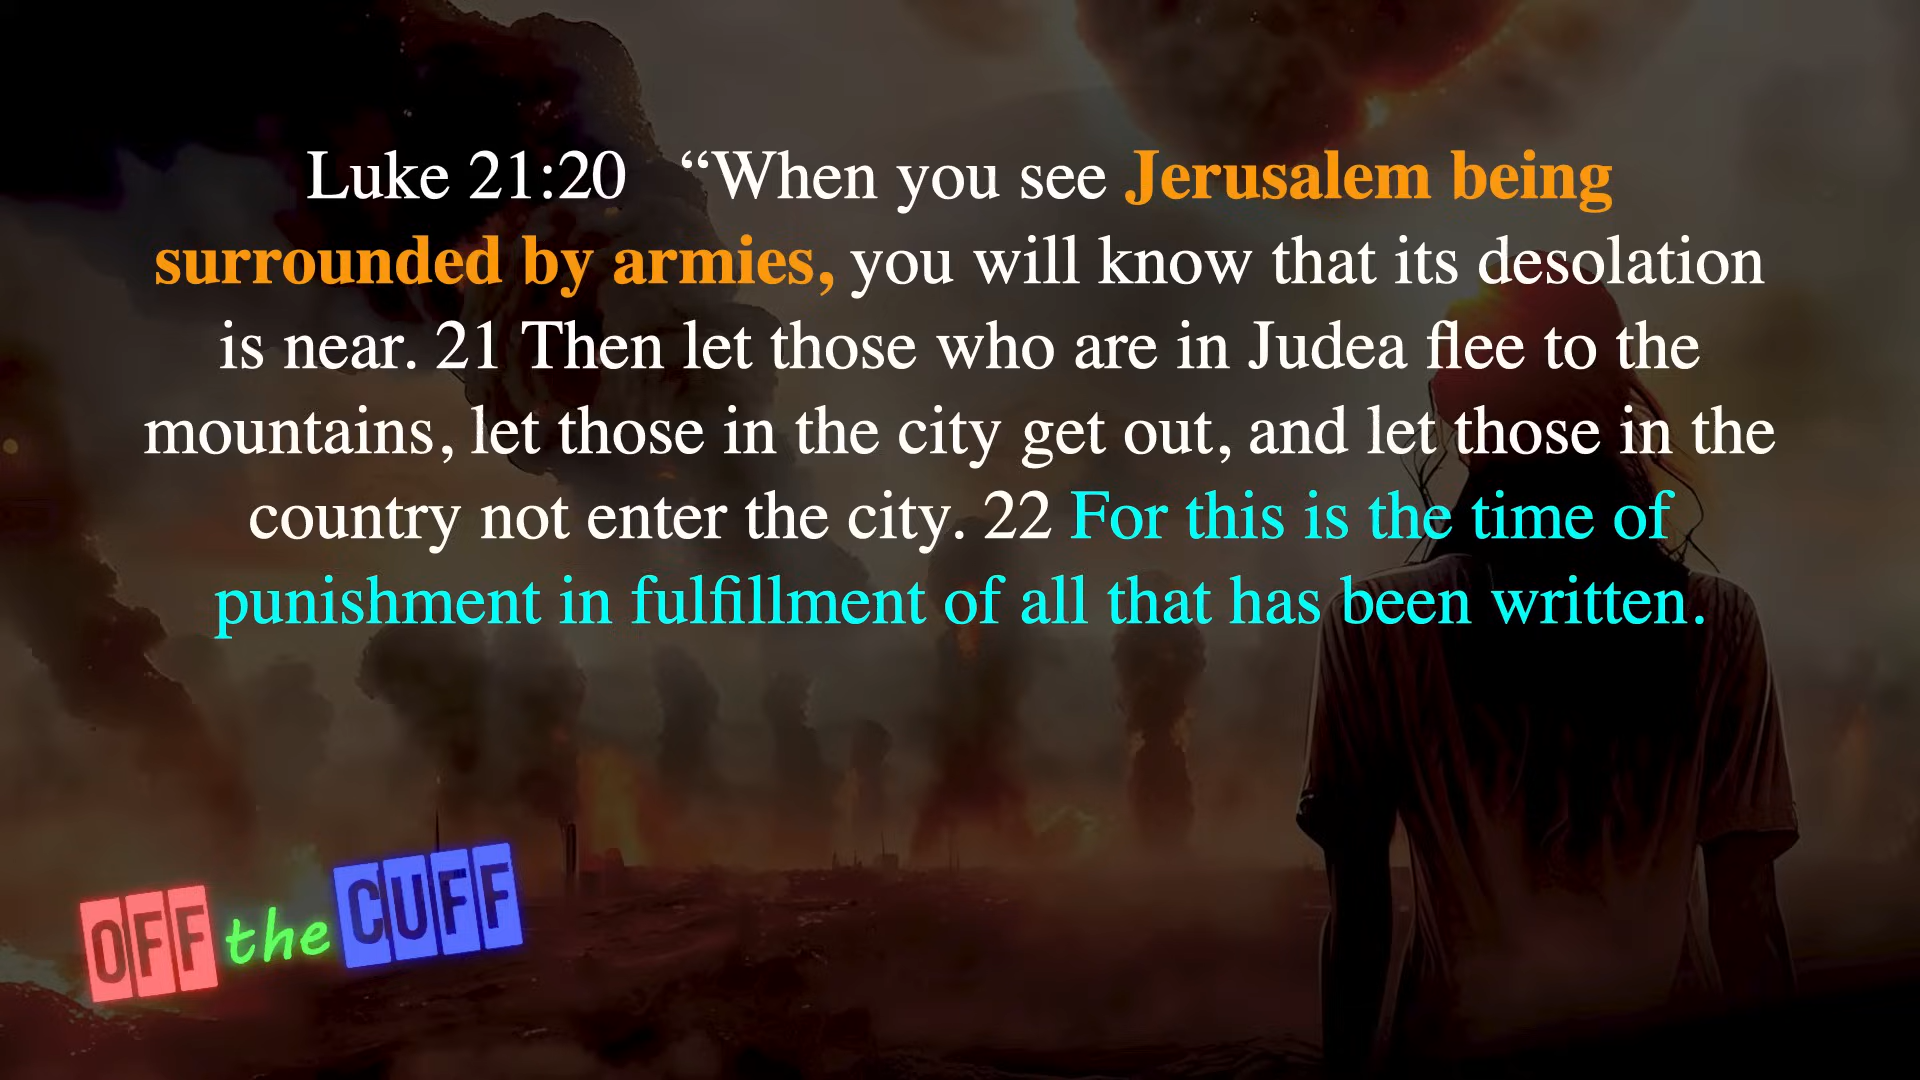 Luke 21:20 “When you see Jerusalem being
surrounded by armies, you will know that its desolation
is near. 21 Then let those who are in Judea flee to the
mountains, let those in the city get out, and let those in the
country not enter the city. 22 For this is the time of
punishment in fulfillment of all that has been written.
OFF the CUFF